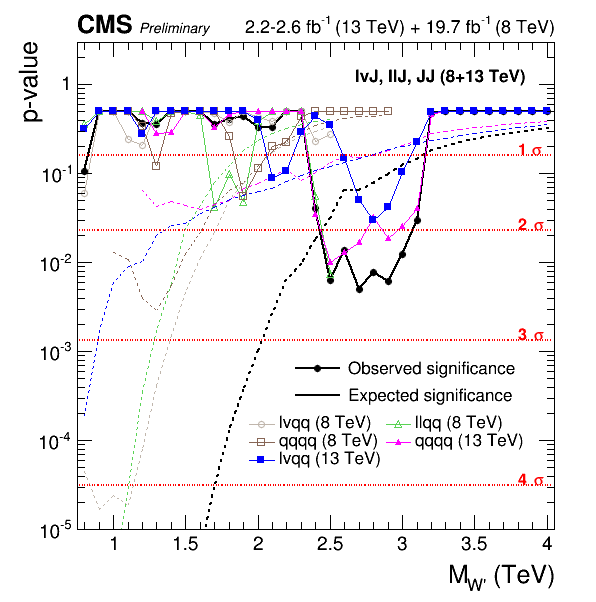 CMS Preliminary 2.2-2.6 fb⁻¹ (13 TeV) + 19.7 fb⁻¹ (8 TeV)
p-value
lvJ, llJ, JJ (8+13 TeV)
1
10⁻¹
10⁻²
10⁻³
10⁻⁴
10⁻⁵
1 σ
2 σ
3 σ
4 σ
Observed significance
Expected significance
lvqq (8 TeV) llqq (8 TeV)
qqqq (8 TeV) qqqq (13 TeV)
lvqq (13 TeV)
1 1.5 2 2.5 3 3.5 4
M_W' (TeV)